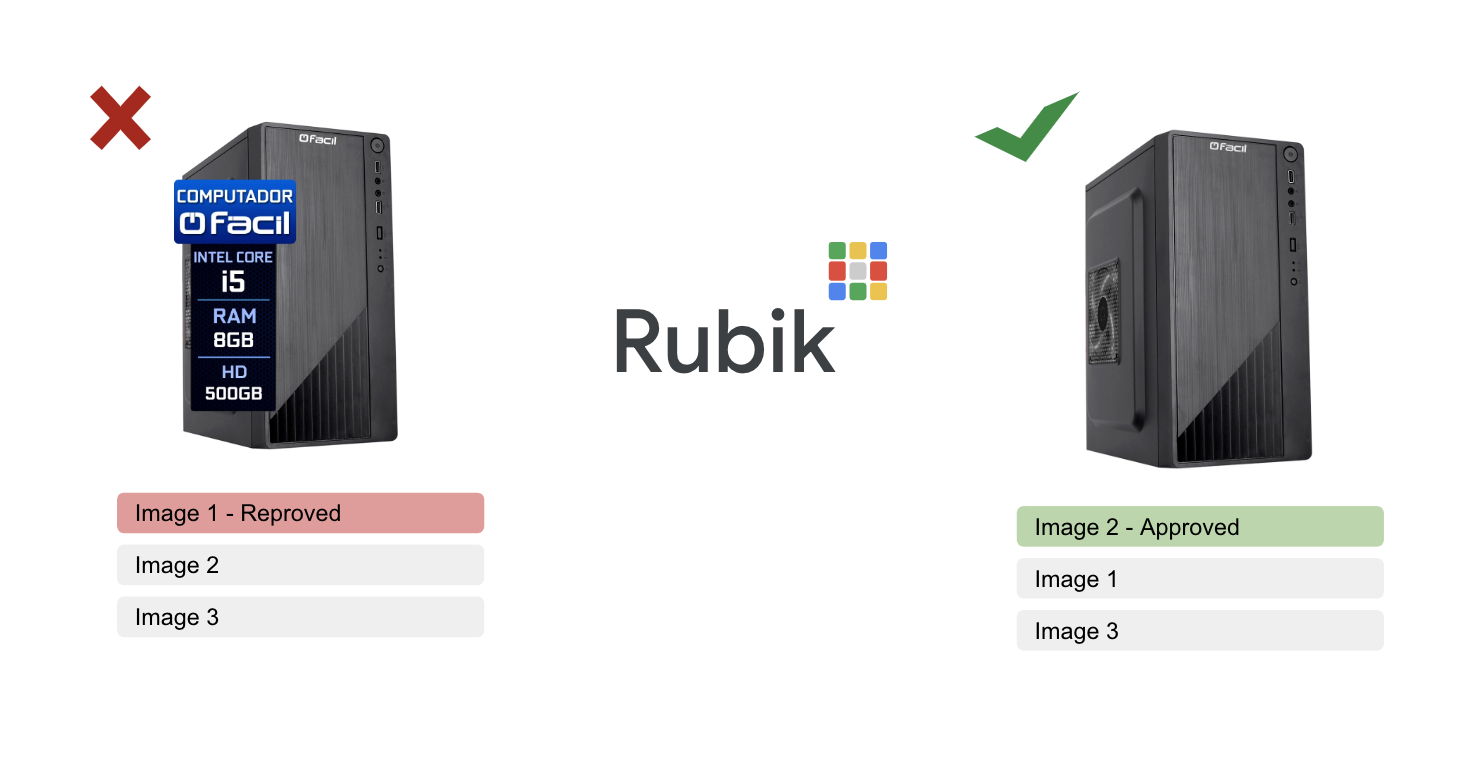 Facil
COMPUTADOR
Facil
INTEL CORE
i5
RAM
8GB
HD
500GB
Image 1 - Reproved
Image 2
Image 3
Rubik
Facil
Image 2 - Approved
Image 1
Image 3